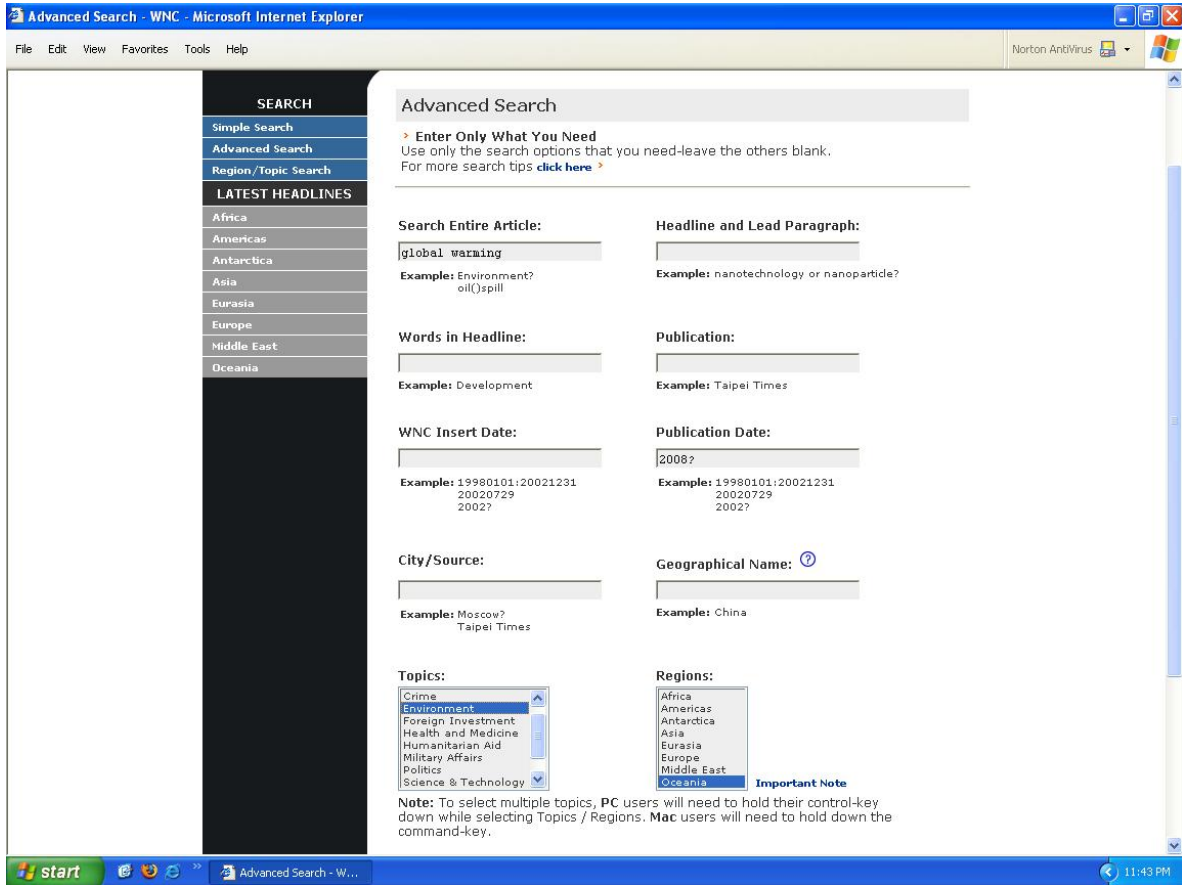 Advanced Search - WNC - Microsoft Internet Explorer
File Edit View Favorites Tools Help
Norton AntiVirus
SEARCH
Simple Search
Advanced Search
Region/Topic Search
LATEST HEADLINES
Africa
Americas
Antarctica
Asia
Eurasia
Europe
Middle East
Oceania
Advanced Search
› Enter Only What You Need
Use only the search options that you need-leave the others blank.
For more search tips click here ›
Search Entire Article:
global warming
Example: Environment?
oil()spill
Headline and Lead Paragraph:
Example: nanotechnology or nanoparticle?
Words in Headline:
Example: Development
Publication:
Example: Taipei Times
WNC Insert Date:
Example: 19980101:20021231
20020729
2002?
Publication Date:
2008?
Example: 19980101:20021231
20020729
2002?
City/Source:
Example: Moscow?
Taipei Times
Geographical Name: ?
Example: China
Topics:
Crime
Environment
Foreign Investment
Health and Medicine
Humanitarian Aid
Military Affairs
Politics
Science & Technology
Regions:
Africa
Americas
Antarctica
Asia
Eurasia
Europe
Middle East
Oceania
Important Note
Note: To select multiple topics, PC users will need to hold their control-key
down while selecting Topics / Regions. Mac users will need to hold down the
command-key.
start
Advanced Search - W...
11:43 PM